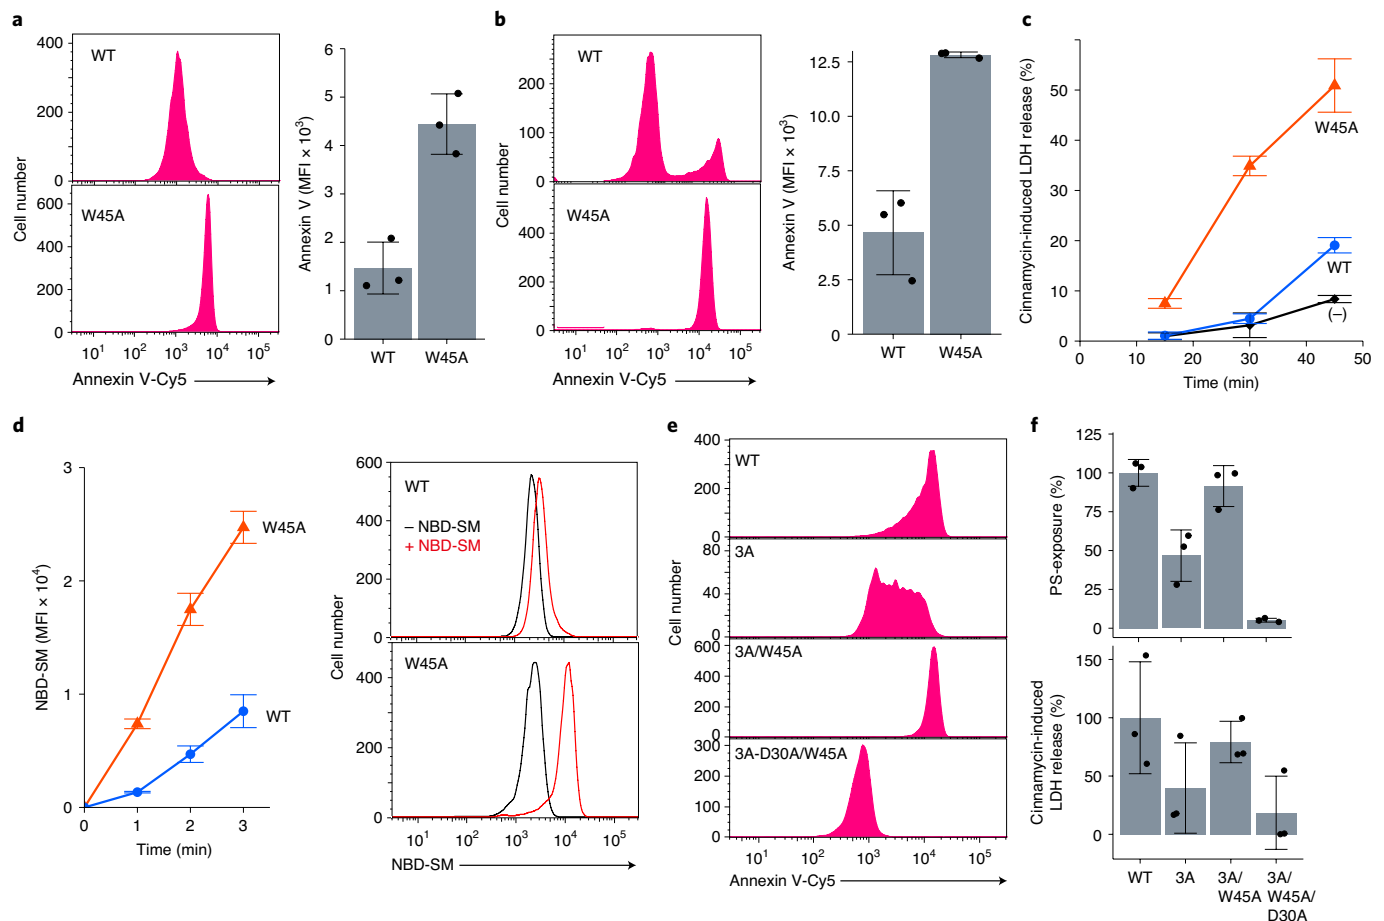 a
400
200
0
WT
600
400
200
0
W45A
Cell number
10¹ 10² 10³ 10⁴ 10⁵
Annexin V-Cy5
6
5
4
3
2
1
0
Annexin V (MFI × 10³)
WT W45A
b
200
100
0
WT
400
200
0
W45A
Cell number
10¹ 10² 10³ 10⁴ 10⁵
Annexin V-Cy5
12.5
12.0
7.5
5.0
2.5
0
Annexin V (MFI × 10³)
WT W45A
c
Cinnamycin-induced LDH release (%)
50
40
30
20
10
0
W45A
WT
(–)
0 10 20 30 40 50
Time (min)
d
3
2
1
0
NBD-SM (MFI × 10⁴)
W45A
WT
0 1 2 3
Time (min)
600
400
200
0
WT
– NBD-SM
+ NBD-SM
400
200
0
W45A
Cell number
10¹ 10² 10³ 10⁴ 10⁵
NBD-SM
e
400
200
0
WT
80
40
0
3A
600
400
200
0
3A/W45A
300
200
100
0
3A-D30A/W45A
Cell number
10¹ 10² 10³ 10⁴ 10⁵
Annexin V-Cy5
f
125
100
75
50
25
0
PS-exposure (%)
150
100
50
0
Cinnamycin-induced
LDH release (%)
WT 3A 3A/ 3A/
W45A W45A/
D30A